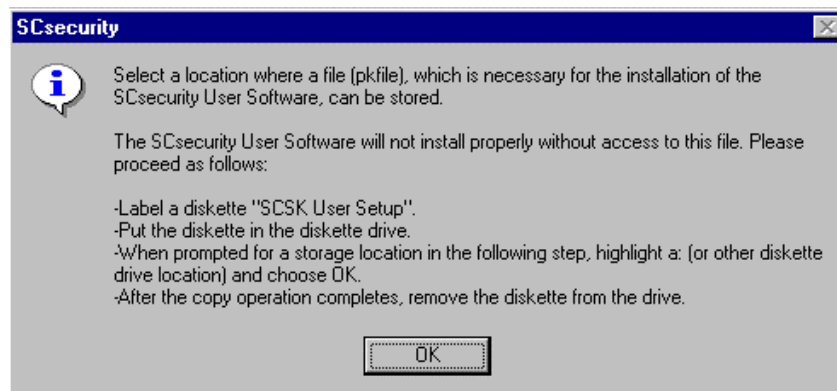 SCsecurity
Select a location where a file (pkfile), which is necessary for the installation of the
SCsecurity User Software, can be stored.
The SCsecurity User Software will not install properly without access to this file. Please
proceed as follows:
-Label a diskette "SCSK User Setup".
-Put the diskette in the diskette drive.
-When prompted for a storage location in the following step, highlight a: (or other diskette
drive location) and choose OK.
-After the copy operation completes, remove the diskette from the drive.
OK